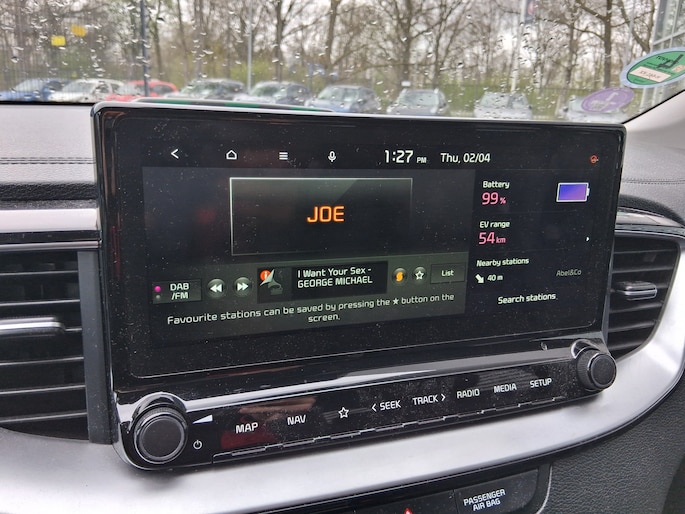 1:27 PM
Thu, 02/04
JOE
DAB
/FM
I Want Your Sex -
GEORGE MICHAEL
List
Favourite stations can be saved by pressing the ★ button on the
screen.
Battery
99%
EV range
54 km
Nearby stations
40 m
Abel&Co
Search stations
MAP
NAV
SEEK
TRACK
RADIO
MEDIA
SETUP
PASSENGER
AIR BAG